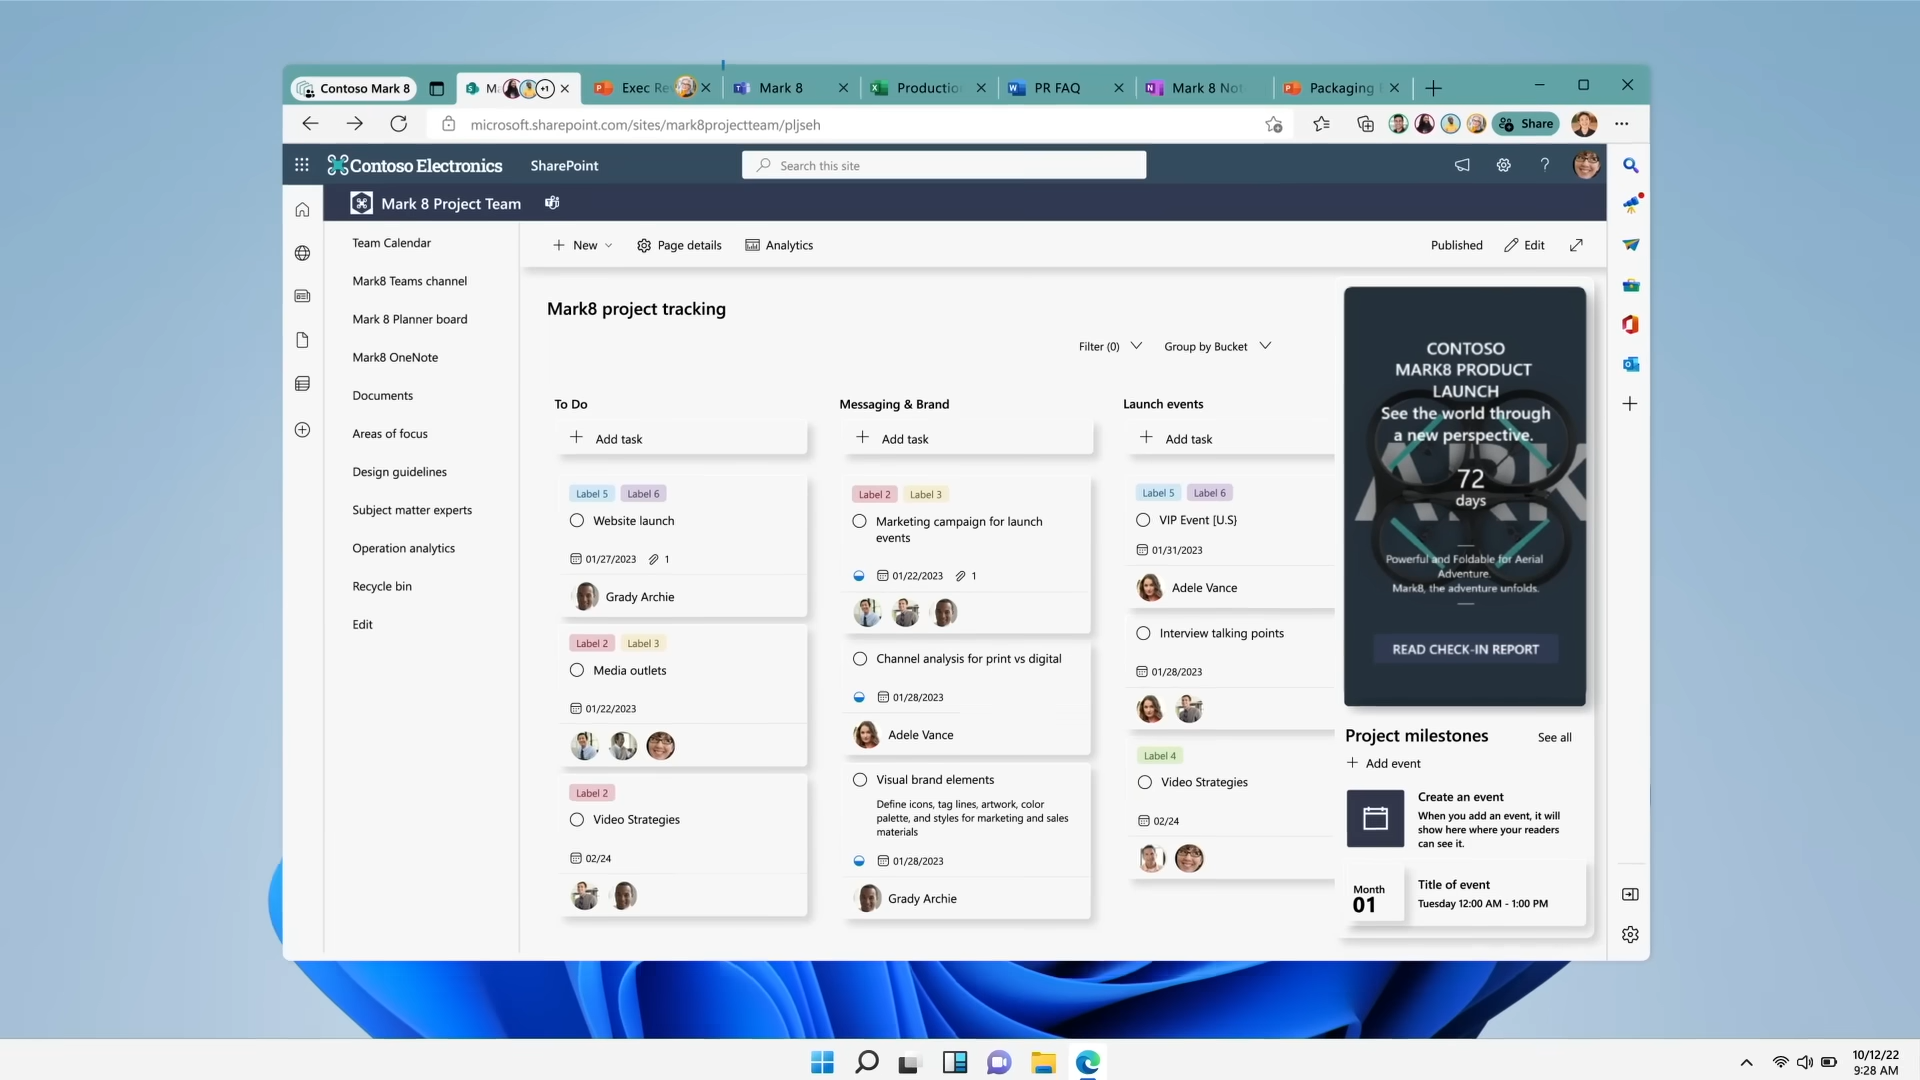 Contoso Mark 8
M
+1
Exec Re
Mark 8
Productio
PR FAQ
Mark 8 Not
Packaging
microsoft.sharepoint.com/sites/mark8projectteam/pljseh
Share
Contoso Electronics
SharePoint
Search this site
?
Mark 8 Project Team
Team Calendar
Mark8 Teams channel
Mark 8 Planner board
Mark8 OneNote
Documents
Areas of focus
Design guidelines
Subject matter experts
Operation analytics
Recycle bin
Edit
New
Page details
Analytics
Published
Edit
Mark8 project tracking
Filter (0)
Group by Bucket
To Do
Add task
Label 5 Label 6
Website launch
01/27/2023 1
Grady Archie
Label 2 Label 3
Media outlets
01/22/2023
Label 2
Video Strategies
02/24
Messaging & Brand
Add task
Label 2 Label 3
Marketing campaign for launch
events
01/22/2023 1
Channel analysis for print vs digital
01/28/2023
Adele Vance
Visual brand elements
Define icons, tag lines, artwork, color
palette, and styles for marketing and sales
materials
01/28/2023
Grady Archie
Launch events
Add task
Label 5 Label 6
VIP Event [U.S}
01/31/2023
Adele Vance
Interview talking points
01/28/2023
Label 4
Video Strategies
02/24
CONTOSO
MARK8 PRODUCT
LAUNCH
See the world through
a new perspective.
ARK
72
days
Powerful and Foldable for Aerial
Adventure.
Mark8, the adventure unfolds.
READ CHECK-IN REPORT
Project milestones
See all
Add event
Create an event
When you add an event, it will
show here where your readers
can see it.
Month
01
Title of event
Tuesday 12:00 AM - 1:00 PM
10/12/22
9:28 AM